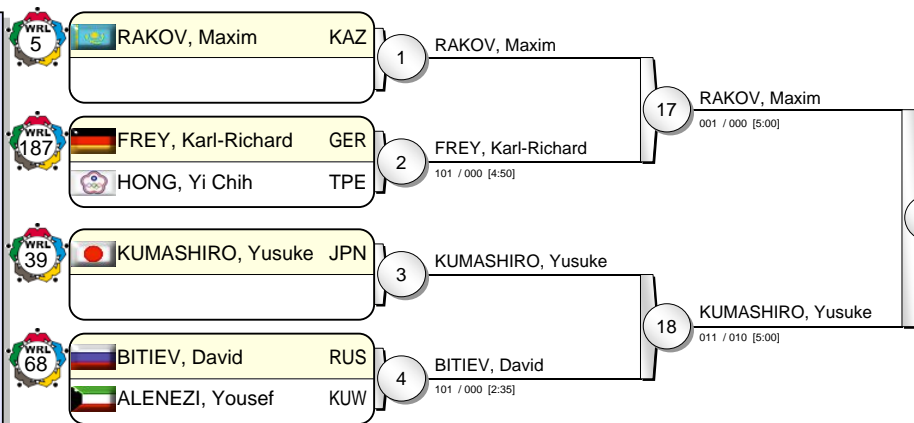 WRL 5
RAKOV, Maxim KAZ
1
RAKOV, Maxim
WRL 187
FREY, Karl-Richard GER
HONG, Yi Chih TPE
2
FREY, Karl-Richard
101 / 000 [4:50]
17
RAKOV, Maxim
001 / 000 [5:00]
WRL 39
KUMASHIRO, Yusuke JPN
3
KUMASHIRO, Yusuke
WRL 68
BITIEV, David RUS
ALENEZI, Yousef KUW
4
BITIEV, David
101 / 000 [2:35]
18
KUMASHIRO, Yusuke
011 / 010 [5:00]